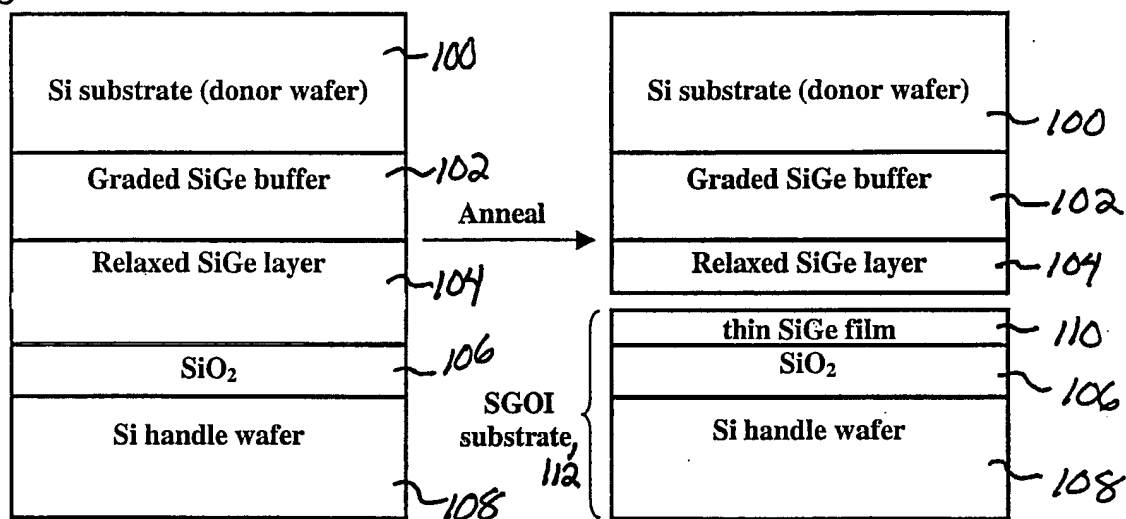 Si substrate (donor wafer)
100
Graded SiGe buffer
102
Relaxed SiGe layer
104
SiO2
106
Si handle wafer
108
Anneal
Si substrate (donor wafer)
100
Graded SiGe buffer
102
Relaxed SiGe layer
104
thin SiGe film
110
SiO2
106
Si handle wafer
108
SGOI
substrate,
112